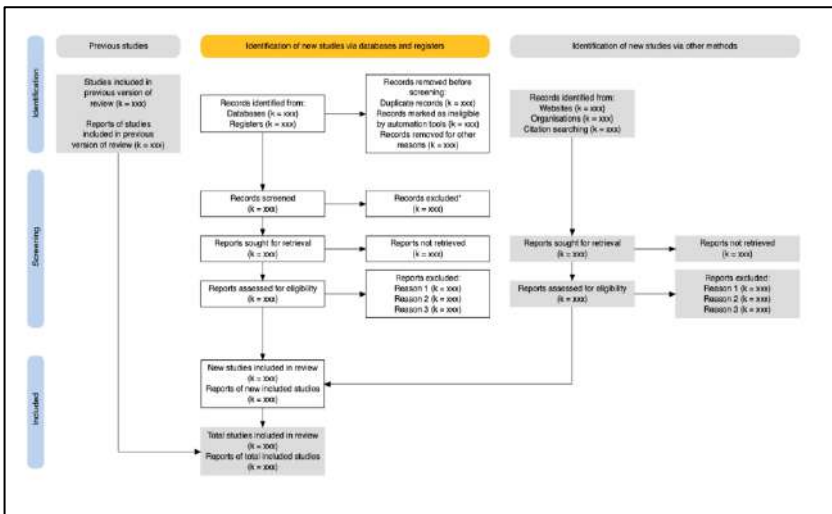 Previous studies
Identification of new studies via databases and registers
Identification of new studies via other methods
Identification
Studies included in
previous version of
review (k = xxx)
Reports of studies
included in previous
version of review (k = xxx)
Records identified from:
Databases (k = xxx)
Registers (k = xxx)
Records removed before
screening:
Duplicate records (k = xxx)
Records marked as ineligible
by automation tools (k = xxx)
Records removed for other
reasons (k = xxx)
Records identified from:
Websites (k = xxx)
Organisations (k = xxx)
Citation searching (k = xxx)
Screening
Records screened
(k = xxx)
Records excluded*
(k = xxx)
Reports sought for retrieval
(k = xxx)
Reports not retrieved
(k = xxx)
Reports sought for retrieval
(k = xxx)
Reports not retrieved
(k = xxx)
Reports assessed for eligibility
(k = xxx)
Reports excluded:
Reason 1 (k = xxx)
Reason 2 (k = xxx)
Reason 3 (k = xxx)
Reports assessed for eligibility
(k = xxx)
Reports excluded:
Reason 1 (k = xxx)
Reason 2 (k = xxx)
Reason 3 (k = xxx)
Included
New studies included in review
(k = xxx)
Reports of new included studies
(k = xxx)
Total studies included in review
(k = xxx)
Reports of total included studies
(k = xxx)